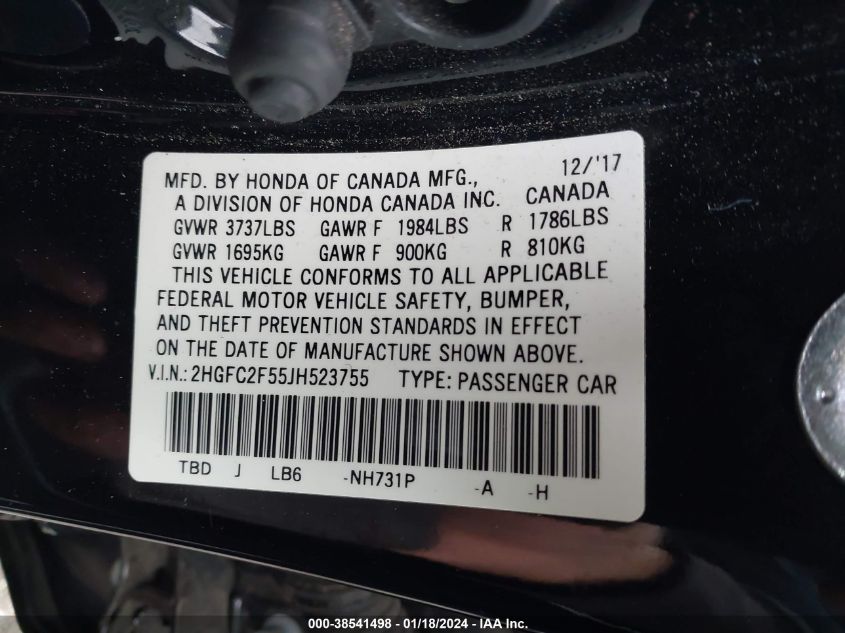 12/'17
MFD. BY HONDA OF CANADA MFG.,
A DIVISION OF HONDA CANADA INC. CANADA
GVWR 3737LBS GAWR F 1984LBS R 1786LBS
GVWR 1695KG GAWR F 900KG R 810KG
THIS VEHICLE CONFORMS TO ALL APPLICABLE
FEDERAL MOTOR VEHICLE SAFETY, BUMPER,
AND THEFT PREVENTION STANDARDS IN EFFECT
ON THE DATE OF MANUFACTURE SHOWN ABOVE.
V.I.N.: 2HGFC2F55JH523755 TYPE: PASSENGER CAR
TBD J LB6 -NH731P -A -H
000-38541498 - 01/18/2024 - IAA Inc.